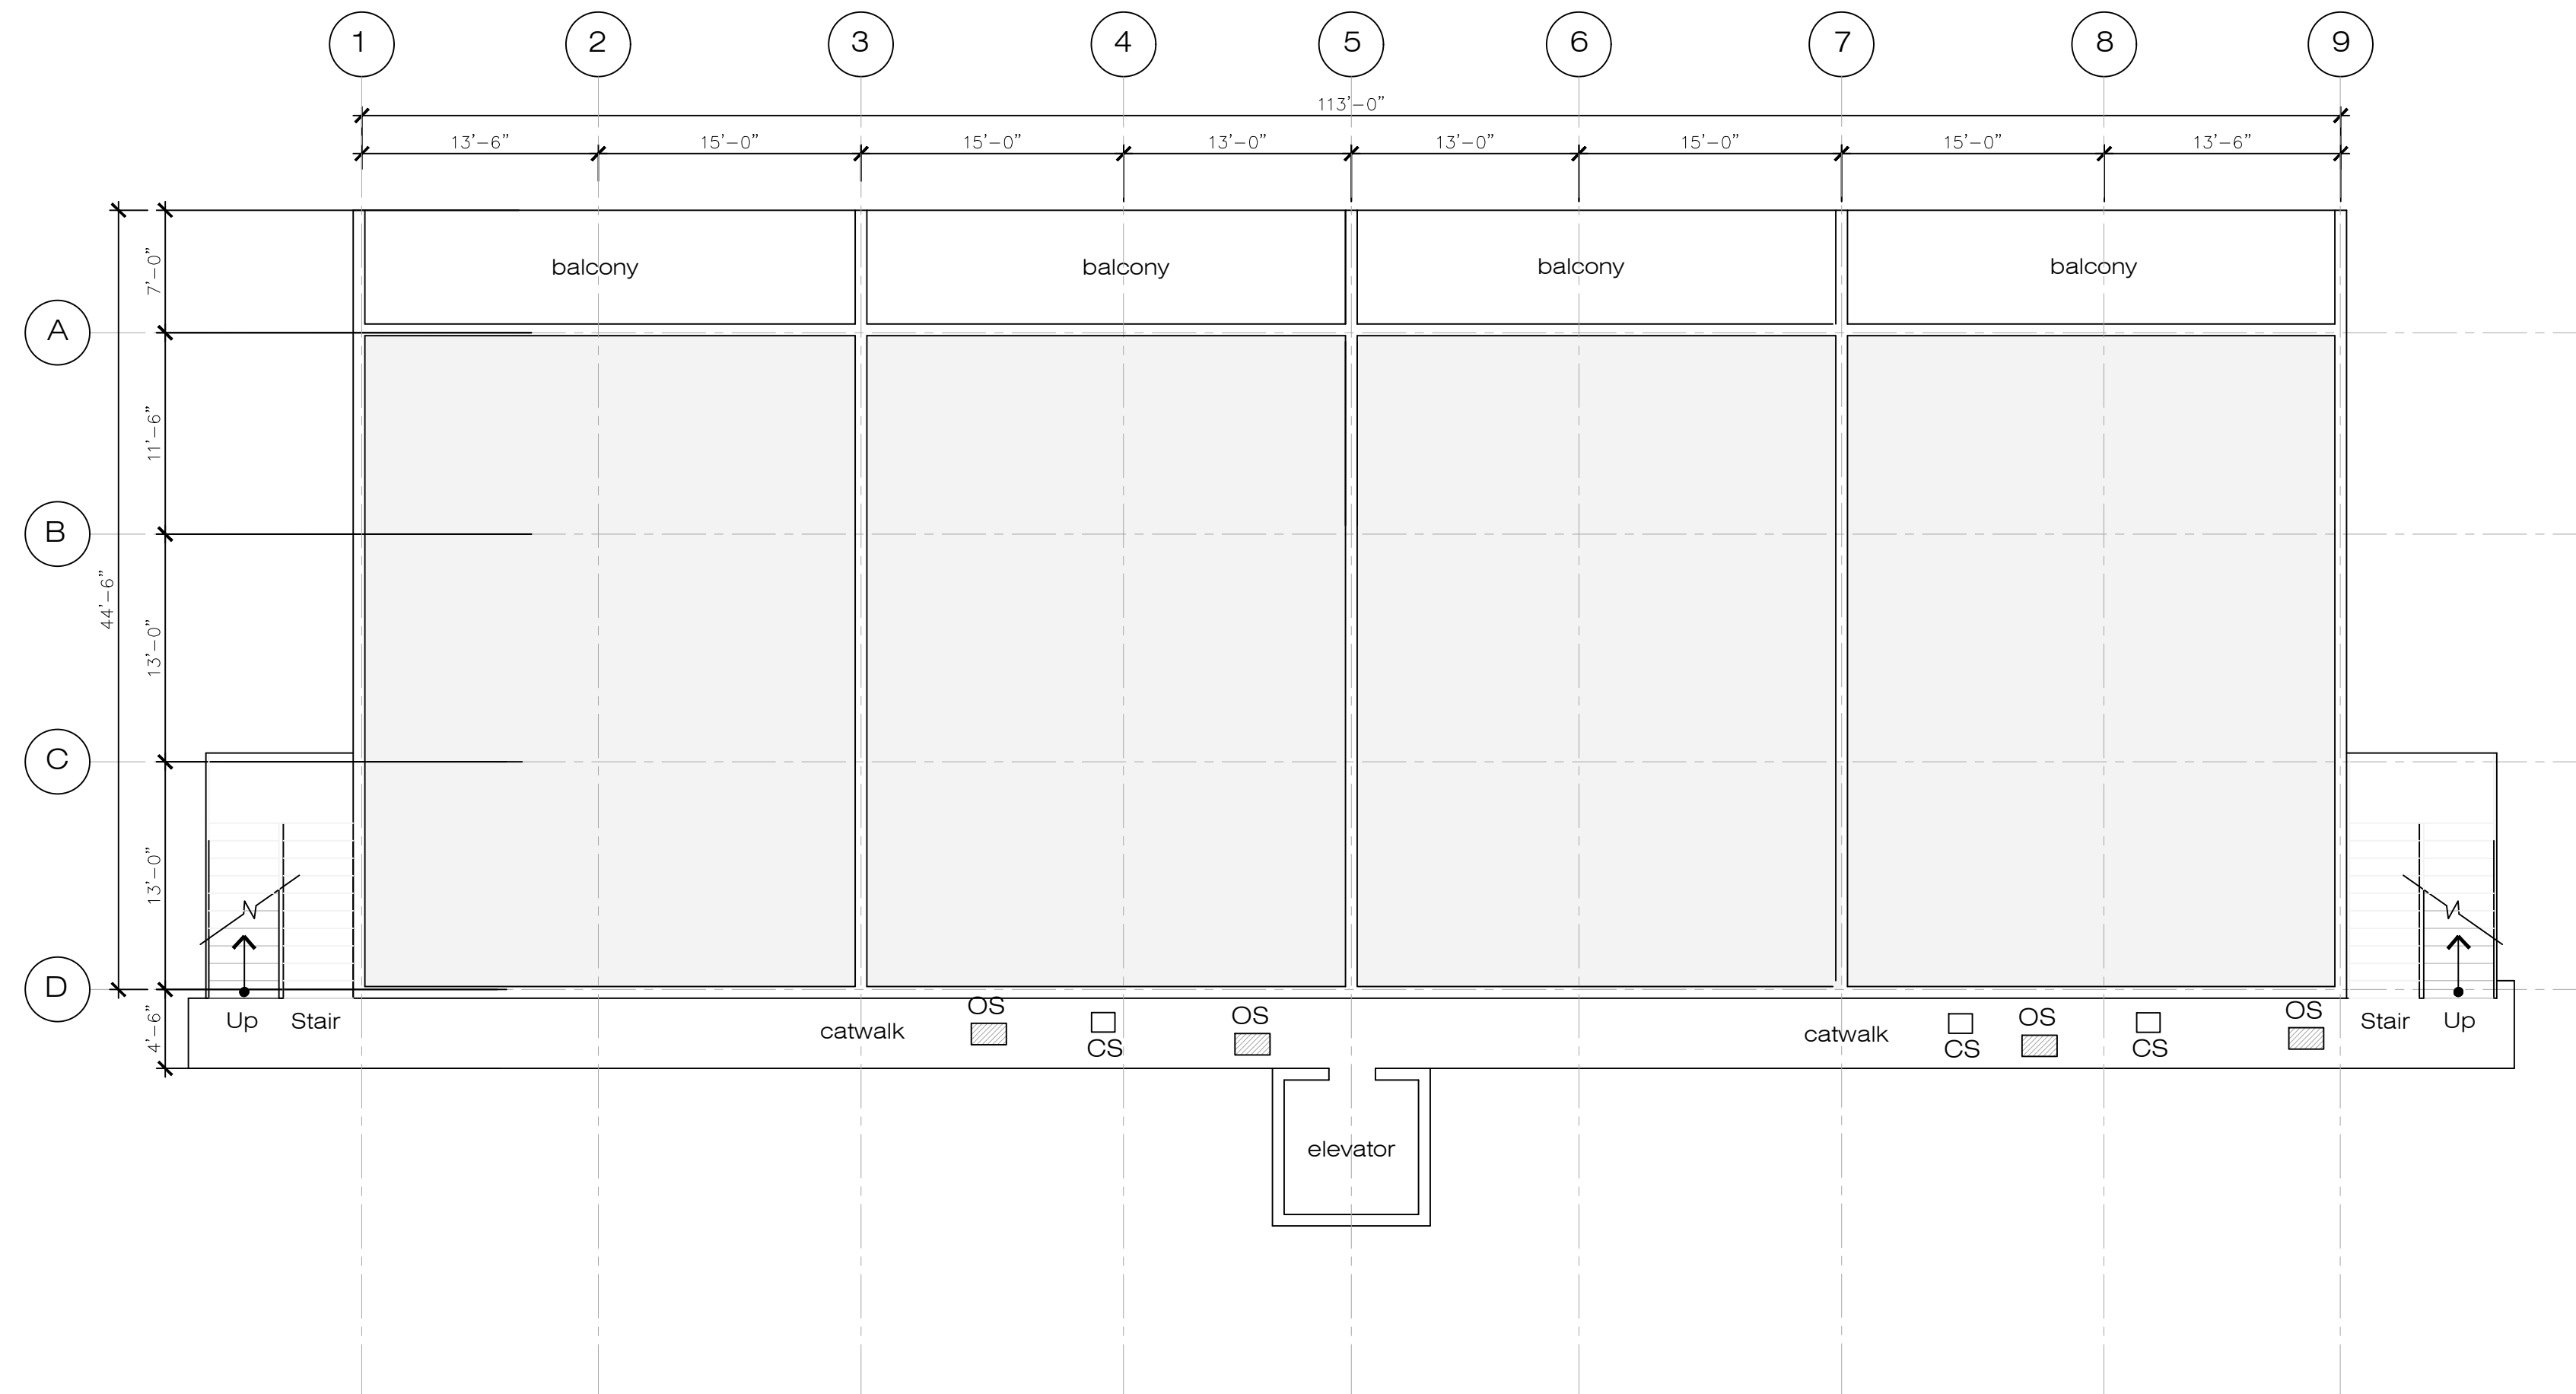 1 2 3 4 5 6 7 8 9
113'-0"
13'-6" 15'-0" 15'-0" 13'-0" 13'-0" 15'-0" 15'-0" 13'-6"
7'-0"
balcony balcony balcony balcony
A
11'-6"
B
44'-6"
13'-0"
C
13'-0"
D
4'-6"
Up Stair
catwalk
OS
CS
OS
catwalk
CS
OS
CS
OS
Stair Up
elevator